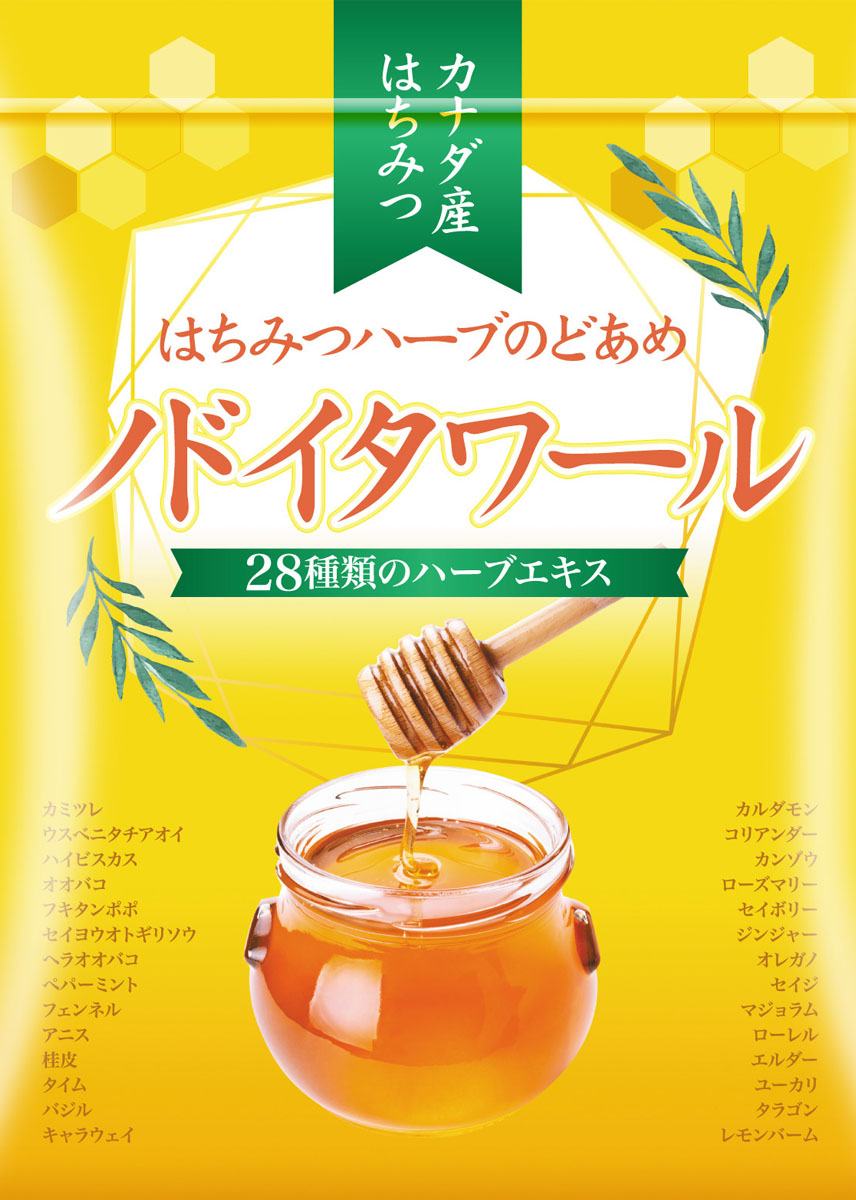 カナダ産
はちみつ
はちみつハーブのどあめ
ノドイタワール
28種類のハーブエキス
カミツレ
ウスベニタチアオイ
ハイビスカス
オオバコ
フキタンポポ
セイヨウオトギリソウ
ヘラオオバコ
ペパーミント
フェンネル
アニス
桂皮
タイム
バジル
キャラウェイ
カルダモン
コリアンダー
カンゾウ
ローズマリー
セイボリー
ジンジャー
オレガノ
セイジ
マジョラム
ローレル
エルダー
ユーカリ
タラゴン
レモンバーム